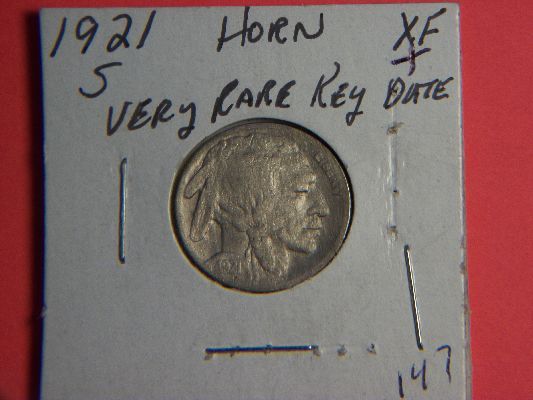 1921 HORN XF
S +
VERY RARE KEY DATE
147